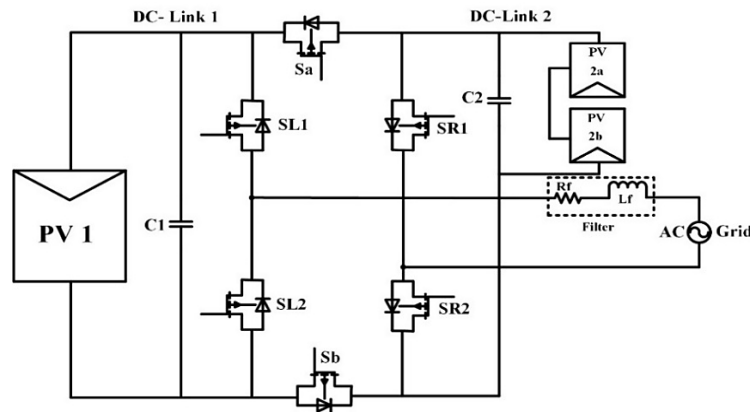 DC- Link 1
DC-Link 2
Sa
PV
2a
C2
PV
2b
SL1
SR1
Rf
Lf
Filter
AC
Grid
PV 1
C1
SL2
SR2
Sb